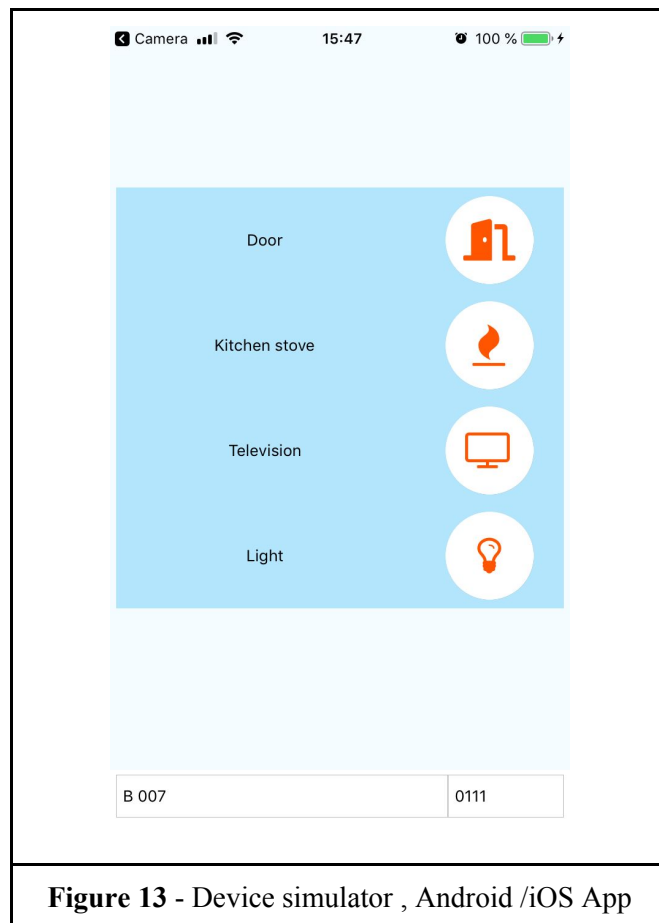 Camera 15:47 100 %
Door
Kitchen stove
Television
Light
B 007 0111
Figure 13 - Device simulator , Android /iOS App